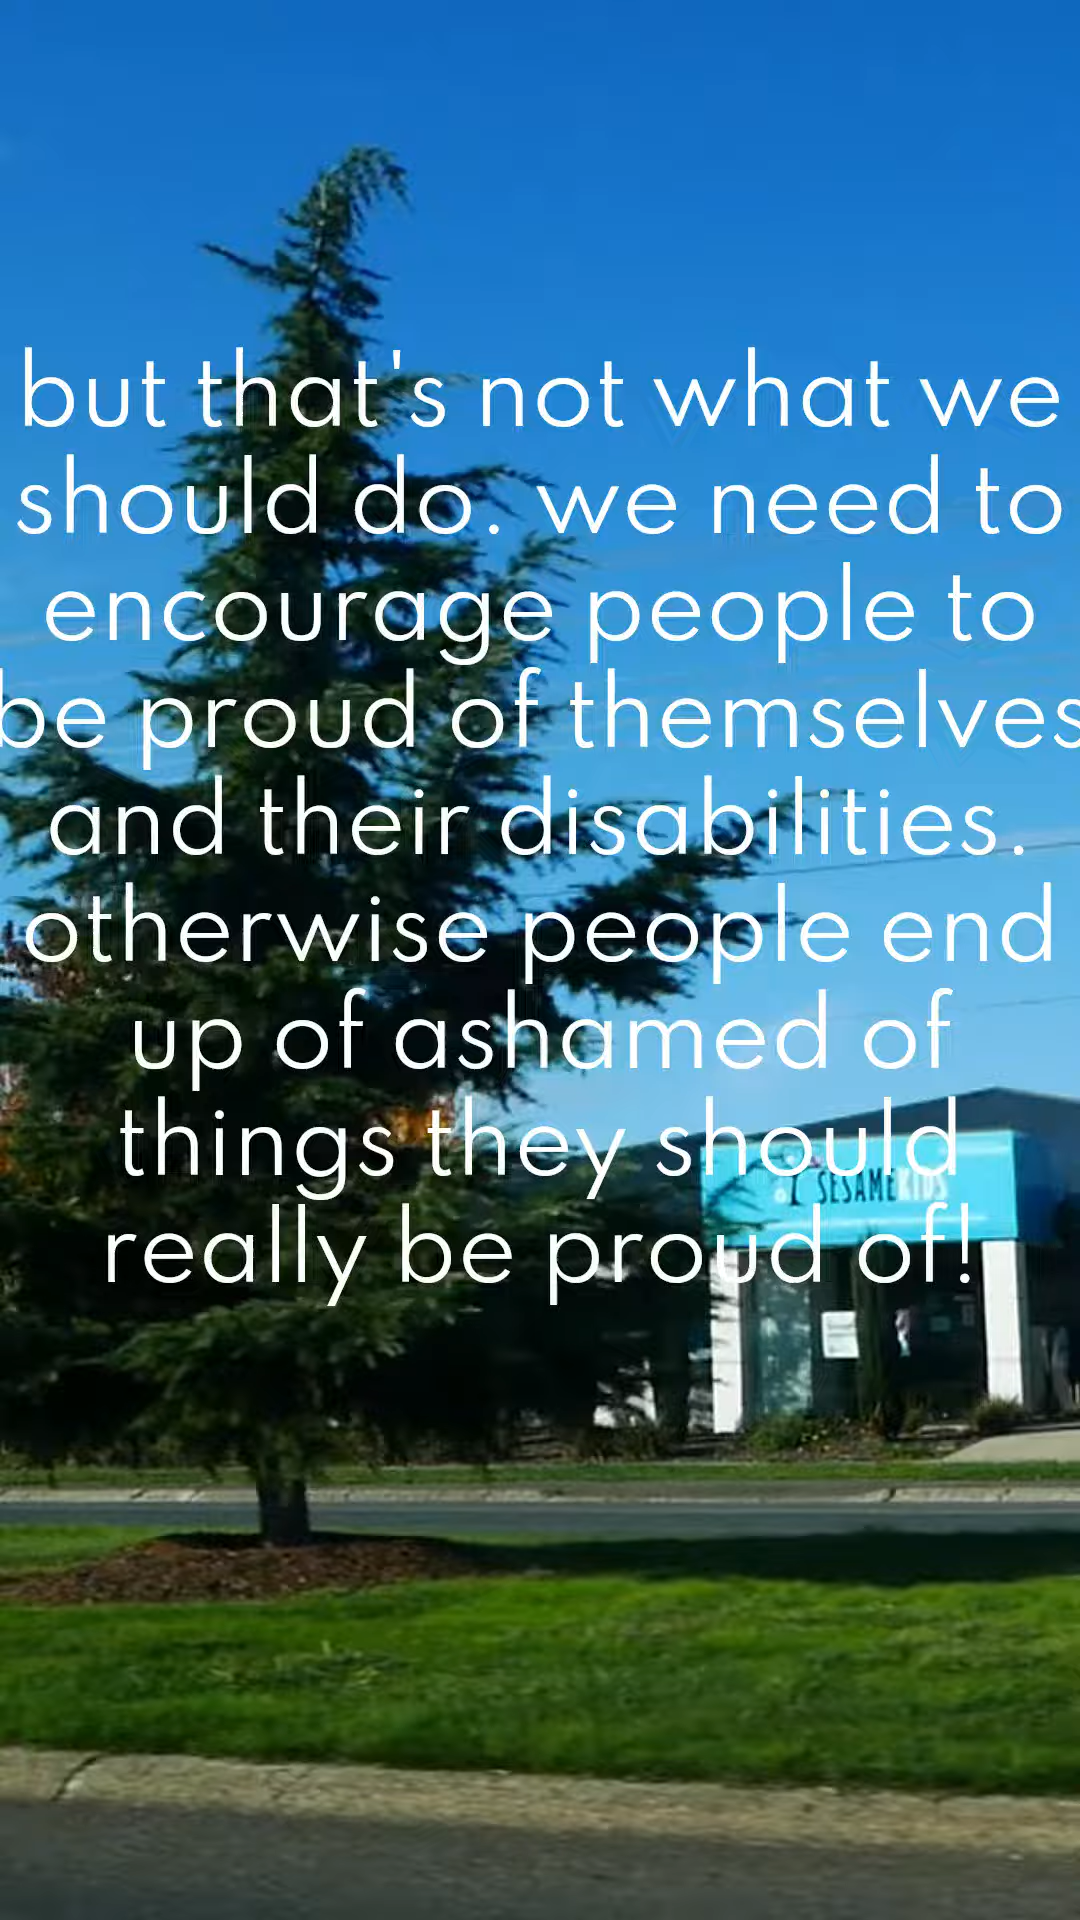 but that's not what we
should do. we need to
encourage people to
be proud of themselves
and their disabilities.
otherwise people end
up of ashamed of
things they should
really be proud of!
SESAMEKIDS